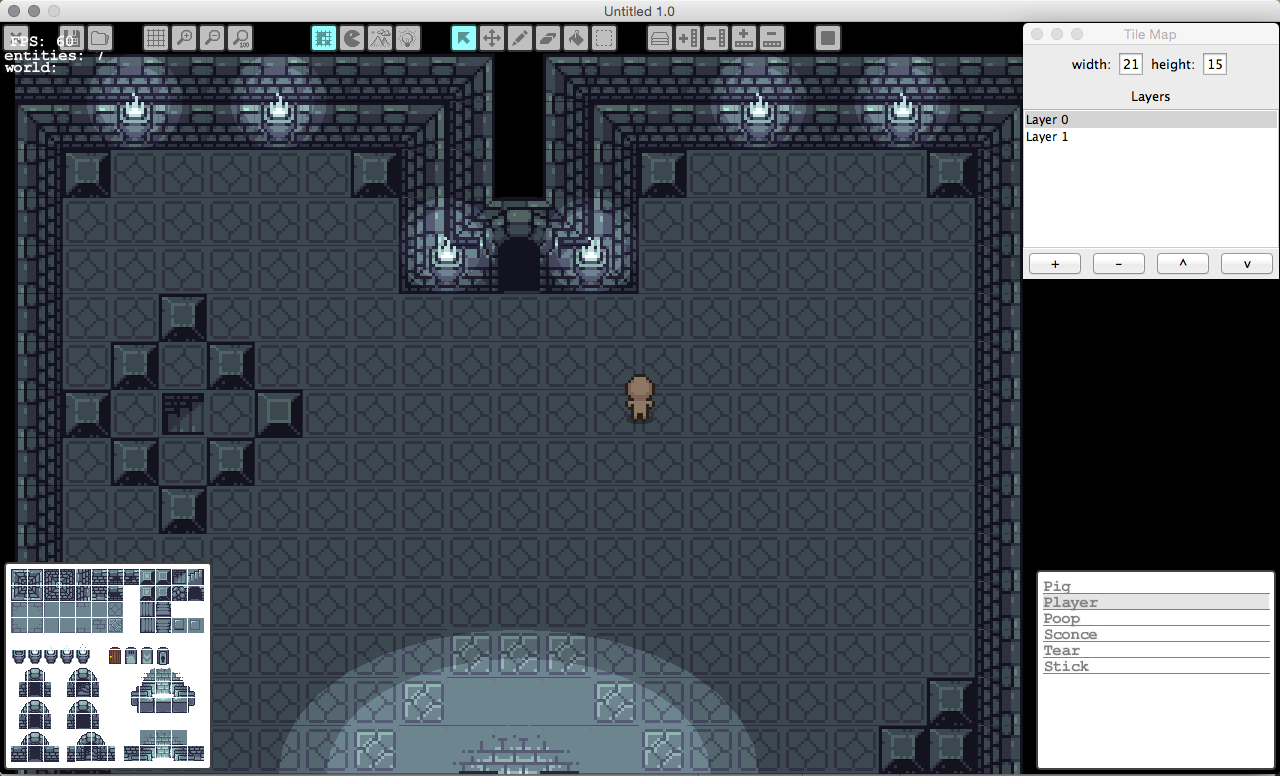 Untitled 1.0
FPS: 60
entities: 7
world:
100
Tile Map
width: 21 height: 15
Layers
Layer 0
Layer 1
+ - ^ v
Pig
Player
Poop
Sconce
Tear
Stick